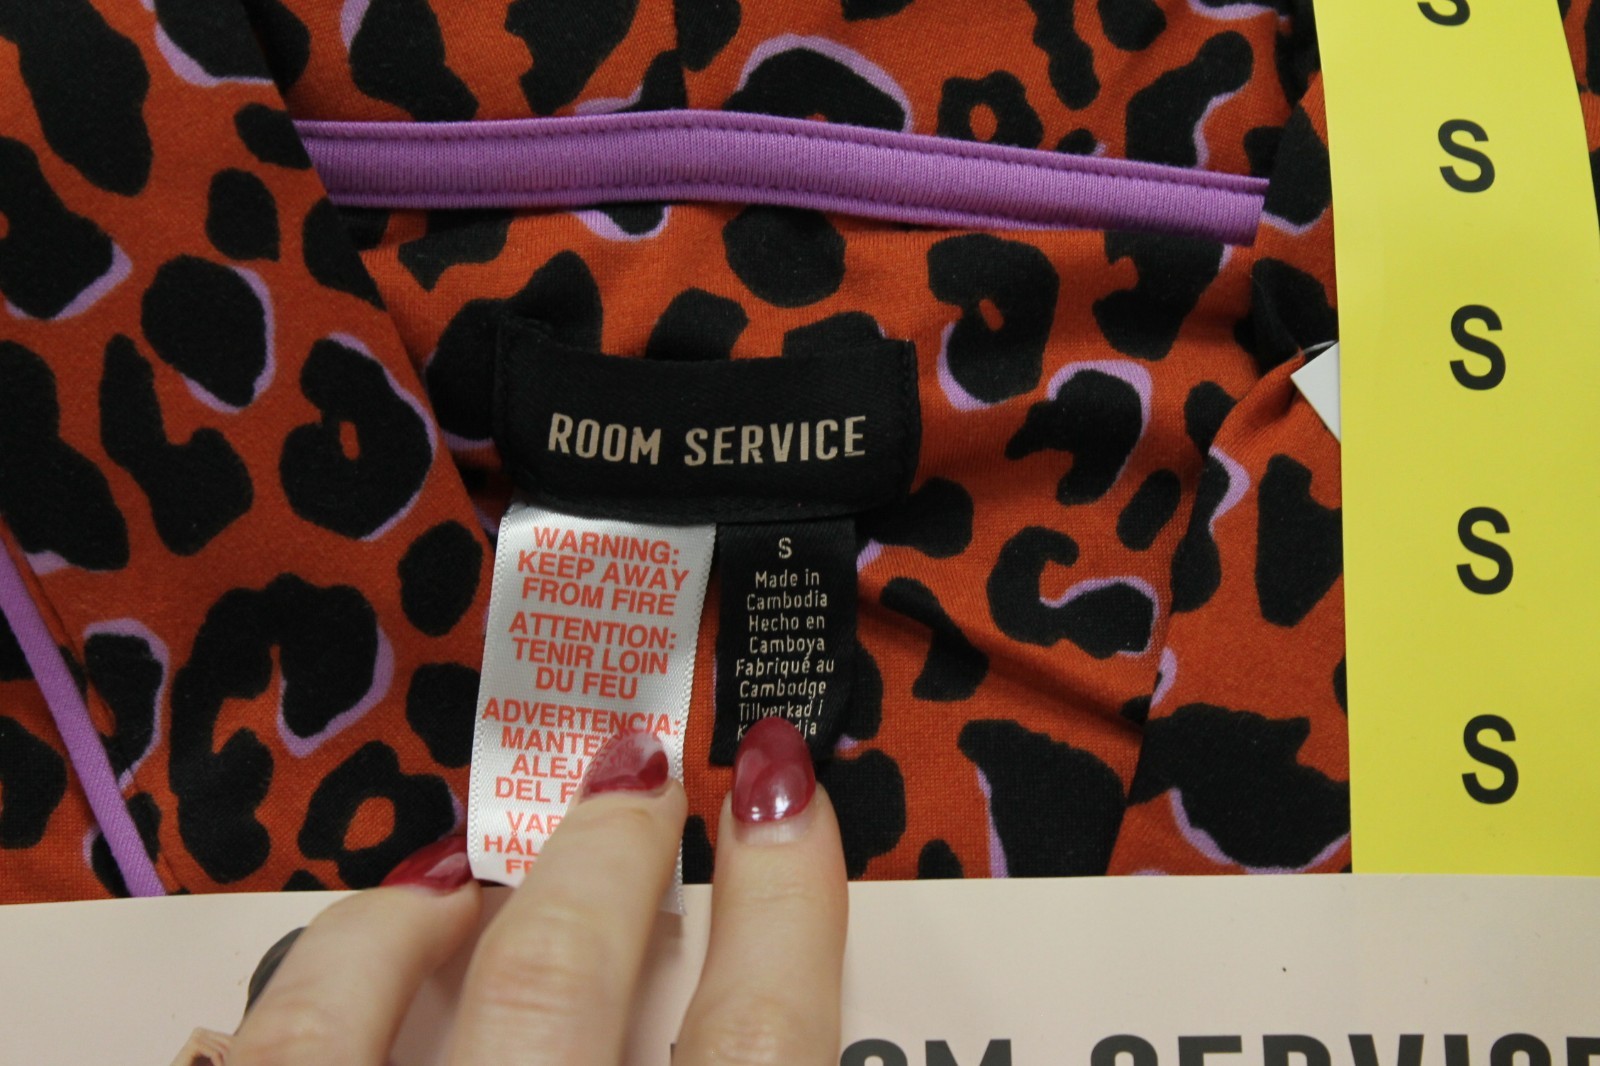 S
S
S
S
S
ROOM SERVICE
WARNING:
KEEP AWAY
FROM FIRE
ATTENTION:
TENIR LOIN
DU FEU
ADVERTENCIA:
DEL
S
Made in
Cambodia
Hecho en
Camboya
Fabriqué au
Cambodge
Tillverkad i